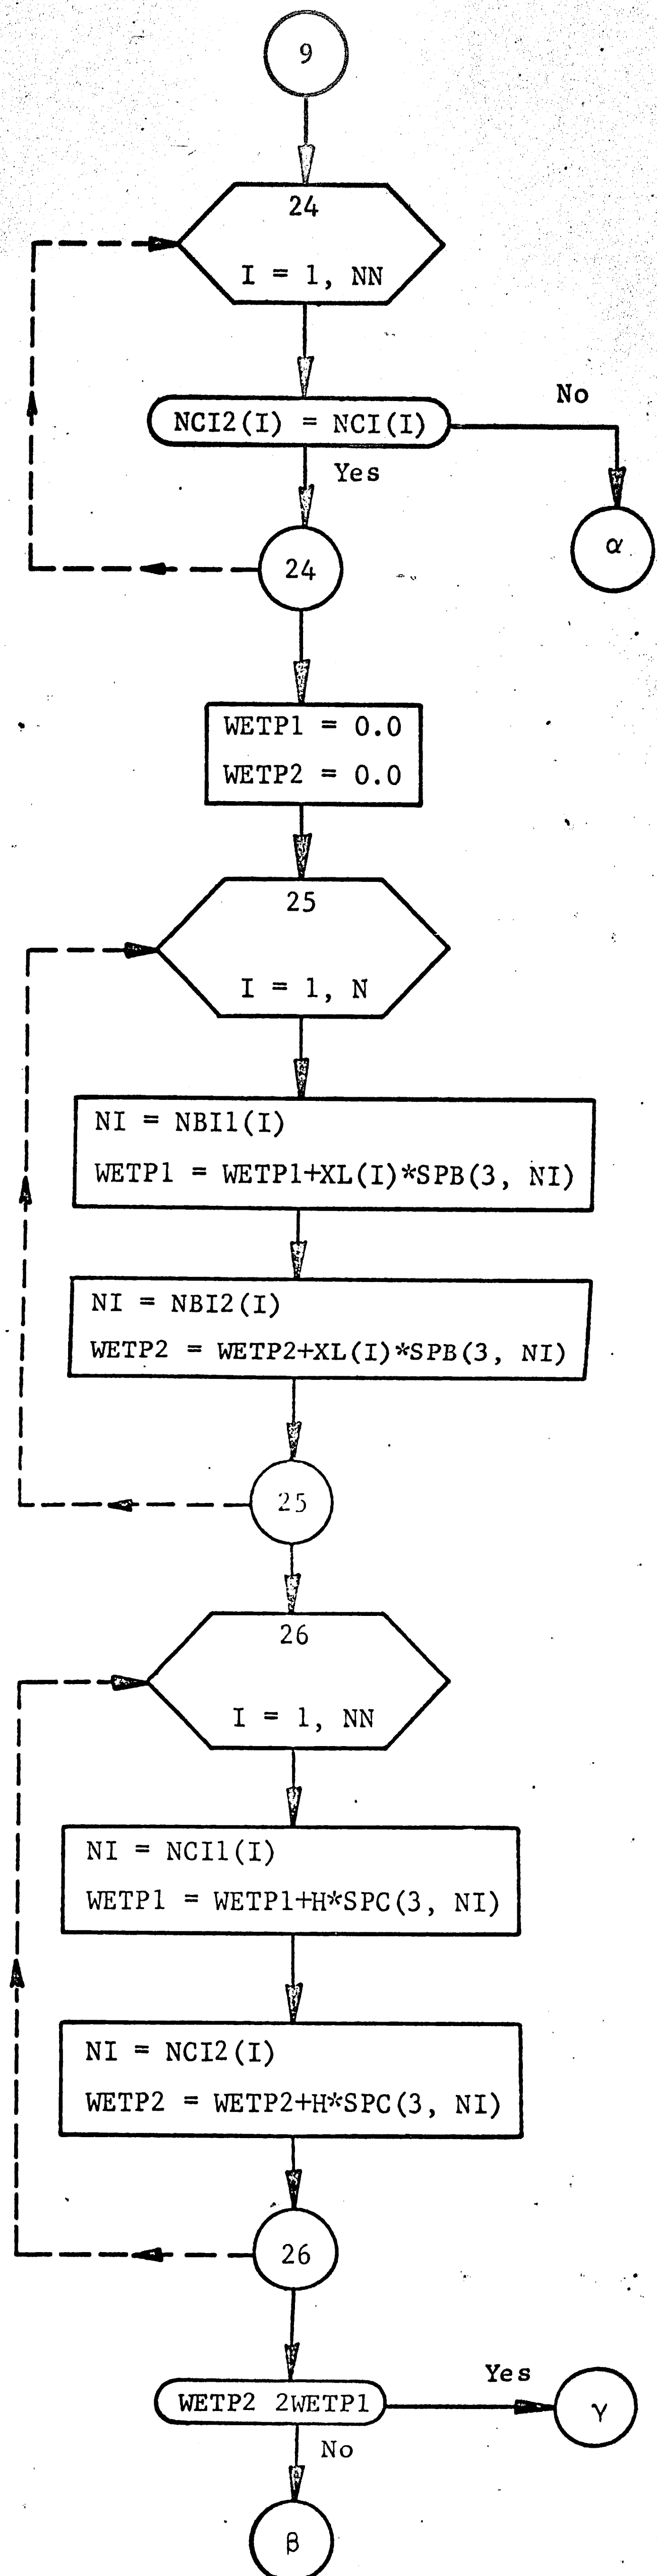 9
24
I = 1, NN
NCI2(I) = NCI(I)
No
Yes
α
24
WETP1 = 0.0
WETP2 = 0.0
25
I = 1, N
NI = NBI1(I)
WETP1 = WETP1+XL(I)*SPB(3, NI)
NI = NBI2(I)
WETP2 = WETP2+XL(I)*SPB(3, NI)
25
26
I = 1, NN
NI = NCI1(I)
WETP1 = WETP1+H*SPC(3, NI)
NI = NCI2(I)
WETP2 = WETP2+H*SPC(3, NI)
26
WETP2 2WETP1
Yes
γ
No
β